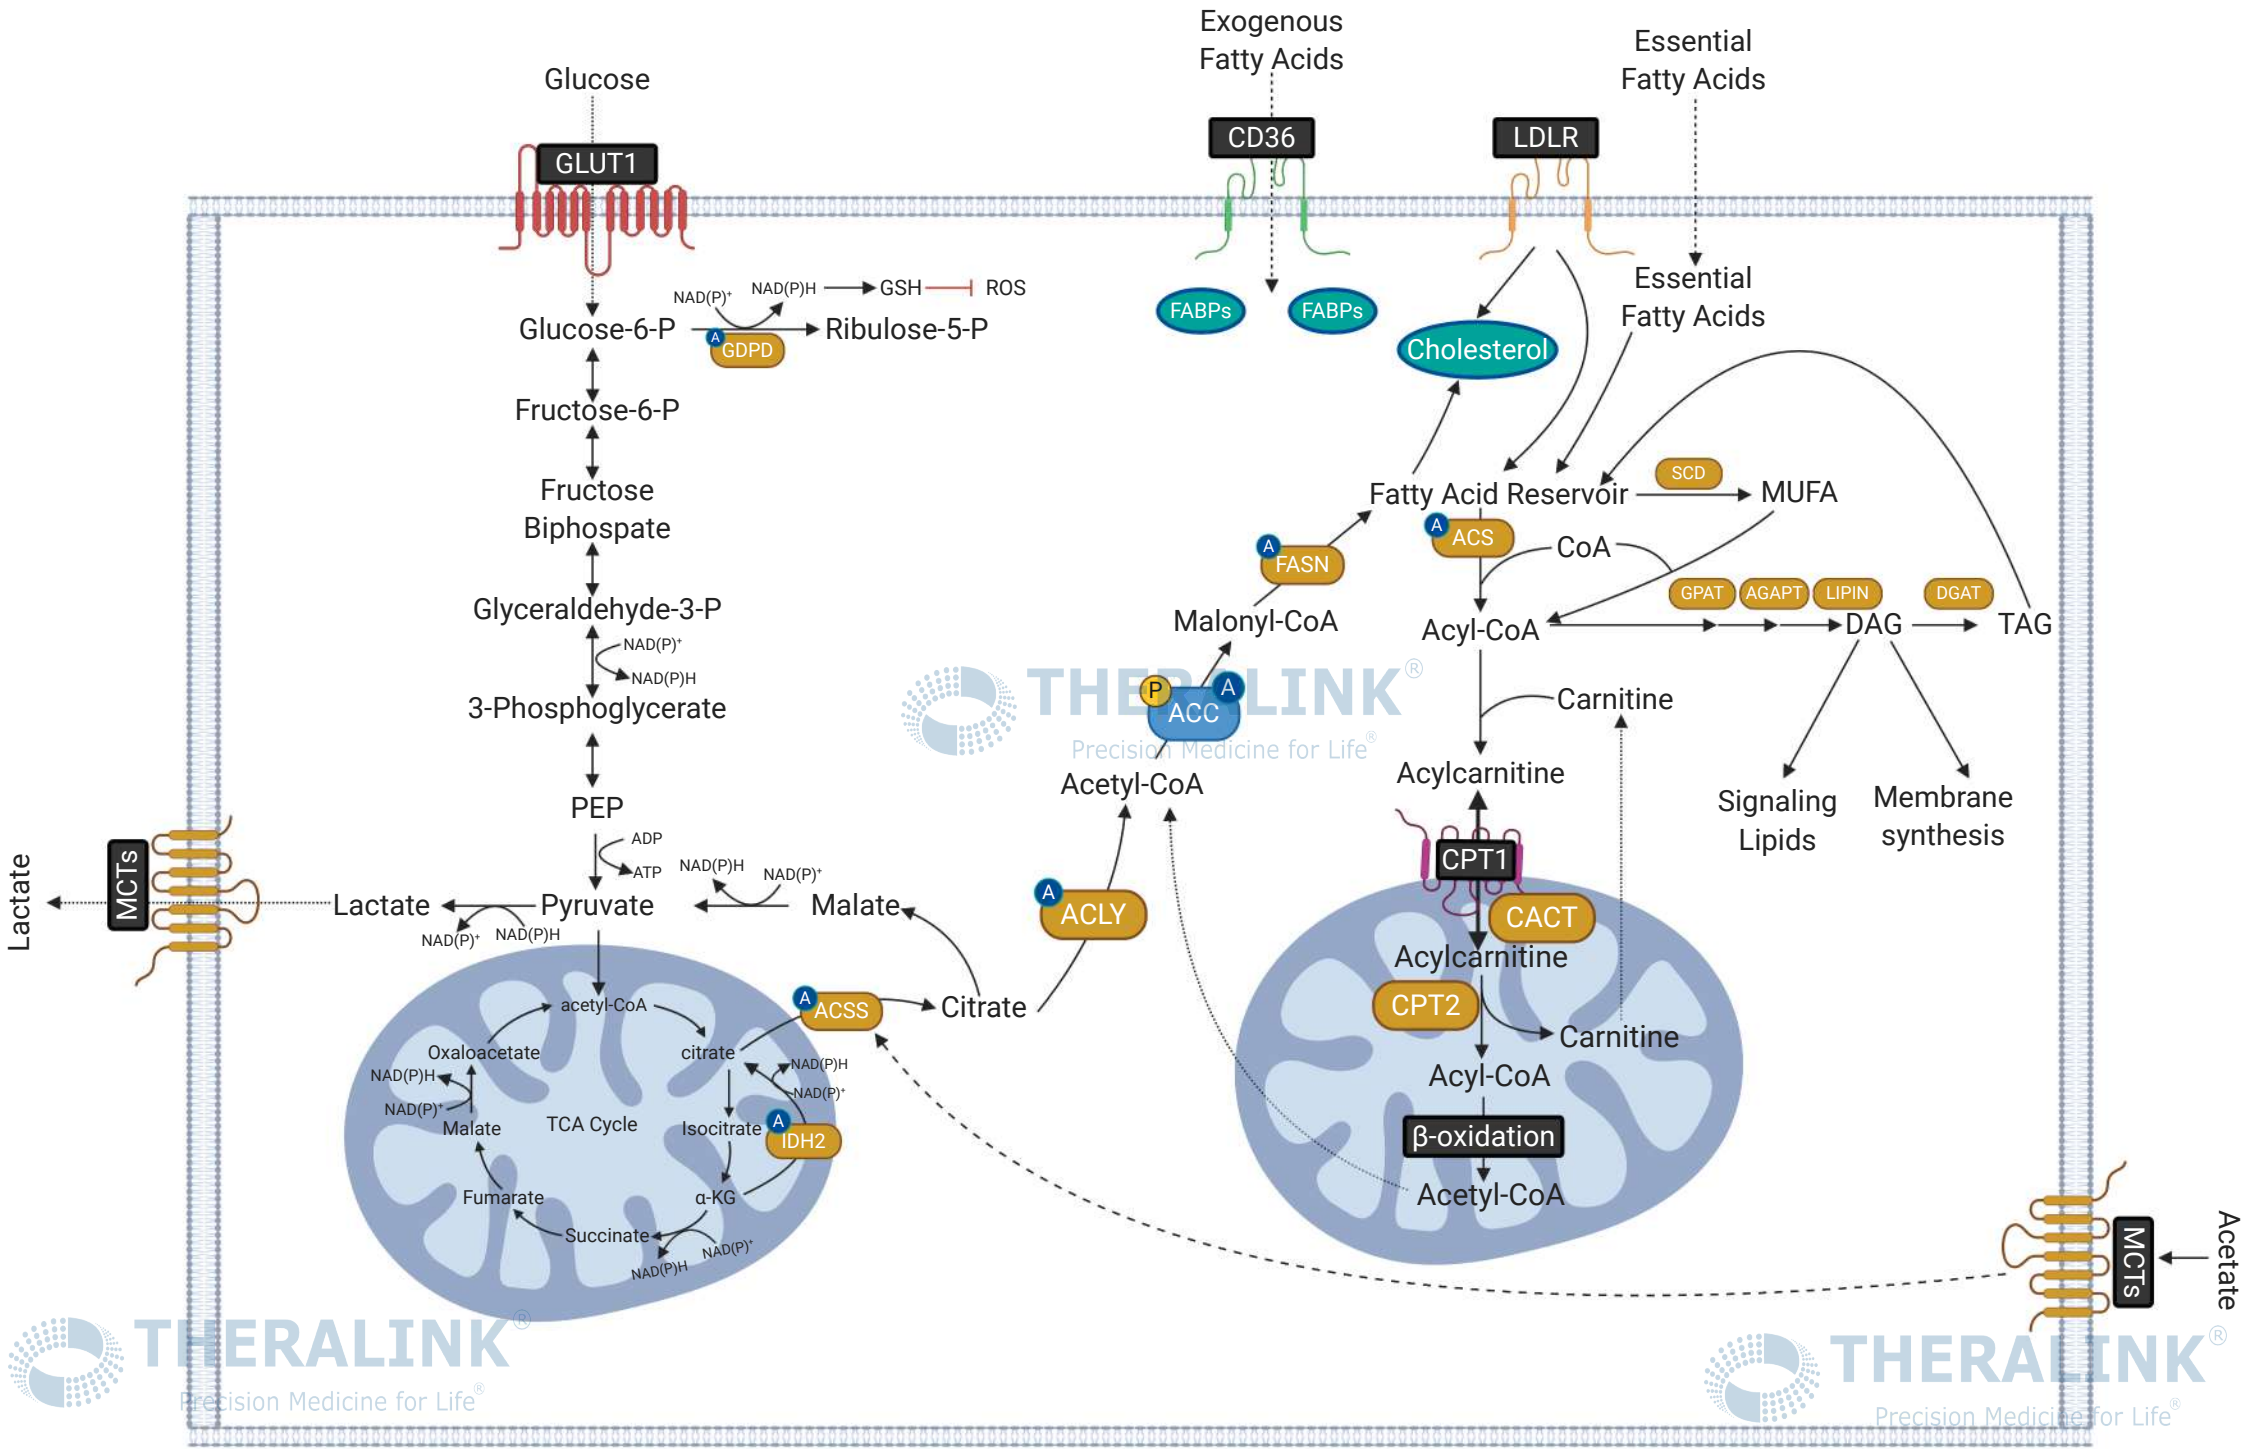 Exogenous
Fatty Acids
Essential
Fatty Acids
Glucose
GLUT1
CD36
LDLR
Essential
Fatty Acids
NAD(P)⁺
NAD(P)H
GSH
ROS
Glucose-6-P
Ribulose-5-P
A
GDPD
FABPs
FABPs
Cholesterol
Fructose-6-P
Fructose
Biphospate
Fatty Acid Reservoir
SCD
MUFA
A
ACS
CoA
A
FASN
Glyceraldehyde-3-P
NAD(P)⁺
NAD(P)H
3-Phosphoglycerate
Malonyl-CoA
Acyl-CoA
GPAT
AGAPT
LIPIN
DGAT
DAG
TAG
THERALINK®
Precision Medicine for Life®
P
A
ACC
Carnitine
Acetyl-CoA
Acylcarnitine
Signaling
Lipids
Membrane
synthesis
PEP
ADP
ATP
Lactate
MCTs
Lactate
Pyruvate
NAD(P)⁺
NAD(P)H
NAD(P)H
NAD(P)⁺
Malate
A
ACLY
CPT1
CACT
Acylcarnitine
CPT2
Carnitine
Acyl-CoA
β-oxidation
Acetyl-CoA
acetyl-CoA
A
ACSS
Citrate
Oxaloacetate
citrate
NAD(P)H
NAD(P)⁺
NAD(P)H
NAD(P)⁺
Malate
TCA Cycle
Isocitrate
A
IDH2
Fumarate
α-KG
Succinate
NAD(P)H
NAD(P)⁺
MCTs
Acetate
THERALINK®
Precision Medicine for Life®
THERALINK®
Precision Medicine for Life®